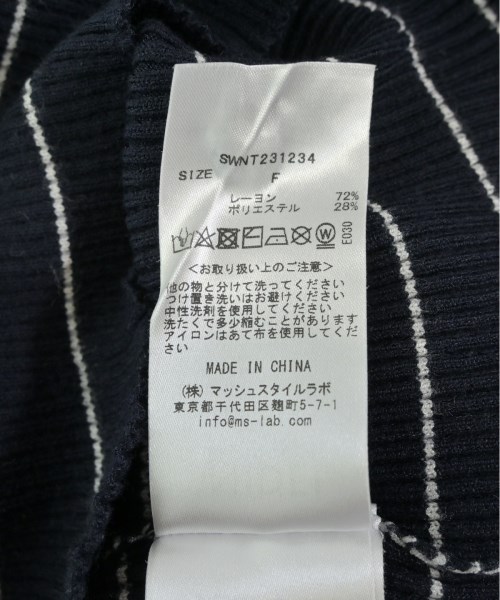 SWNT231234
SIZE F
レーヨン 72%
ポリエステル 28%
E030
<お取り扱い上のご注意>
他の物と分けて洗ってください
つけ置き洗いはお避けください
中性洗剤を使用してください
洗たくで多少縮むことがあります
アイロンはあて布を使用してくだ
さい
MADE IN CHINA
(株) マッシュスタイルラボ
東京都千代田区麹町5-7-1
info@ms-lab.com